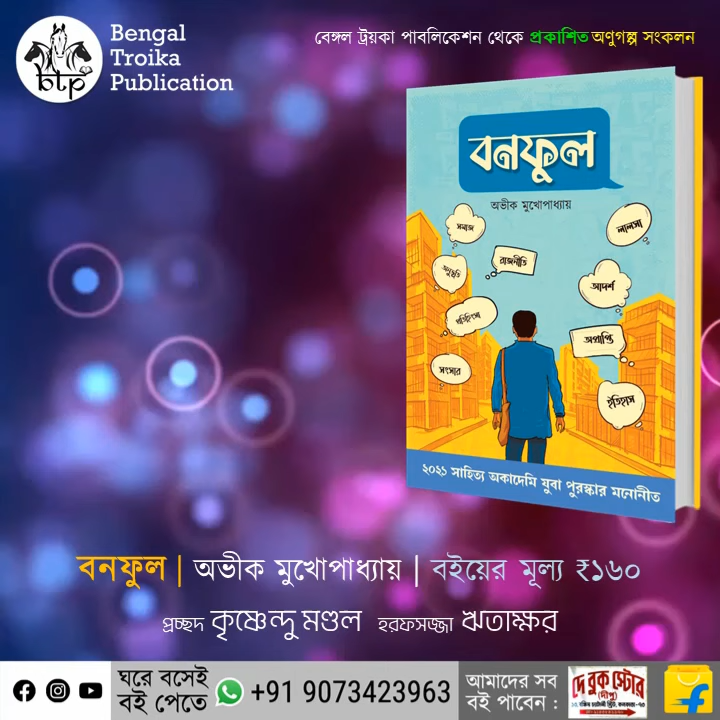 Bengal
Troika
Publication
btp
বেঙ্গল ট্রয়কা পাবলিকেশন থেকে প্রকাশিত অণুগল্প সংকলন
বনফুল
অভীক মুখোপাধ্যায়
সমাজ
লালসা
রাজনীতি
আদর্শ
প্রতিহিংসা
অপ্রাপ্তি
সংসার
ইতিহাস
২০২১ সাহিত্য অকাদেমি যুবা পুরস্কার মনোনীত
বনফুল | অভীক মুখোপাধ্যায় | বইয়ের মূল্য ₹১৬০
প্রচ্ছদ কৃষ্ণেন্দু মণ্ডল হরফসজ্জা ঋতাক্ষর
ঘরে বসেই
বই পেতে
+91 9073423963
আমাদের সব
বই পাবেন :
দে বুক স্টোর
(দীপু)